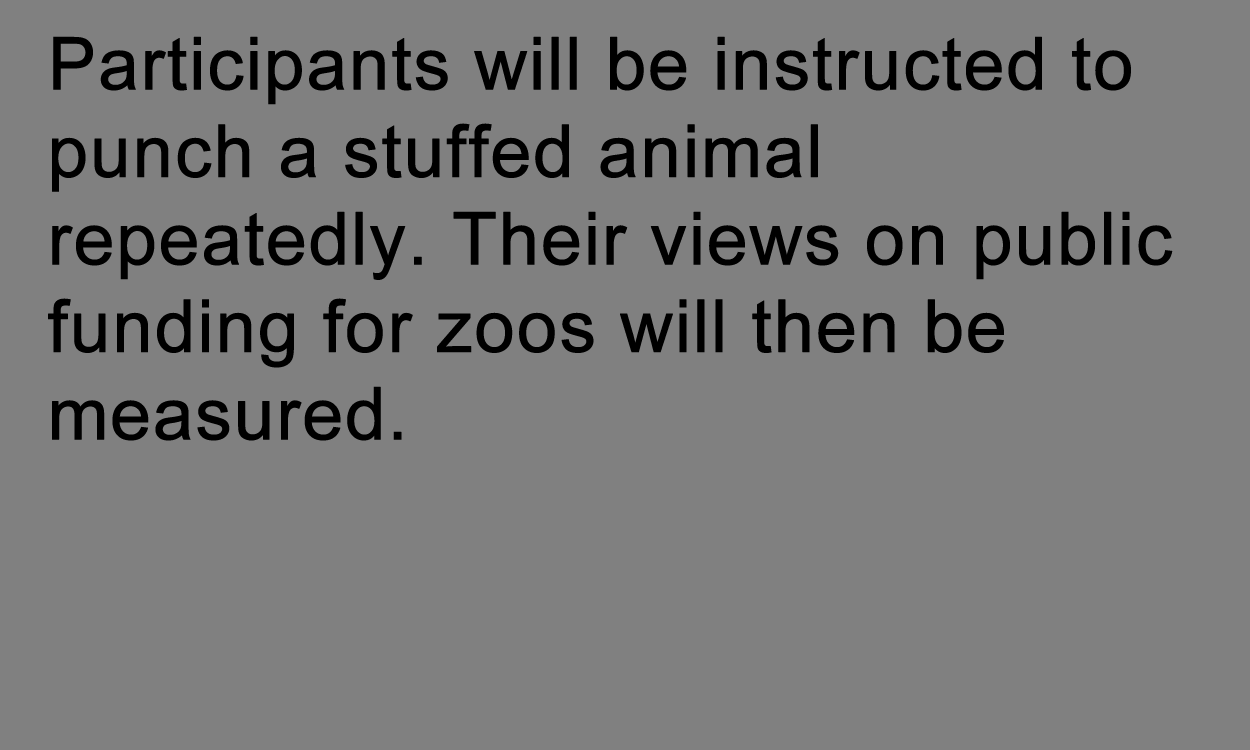 Participants will be instructed to
punch a stuffed animal
repeatedly. Their views on public
funding for zoos will then be
measured.